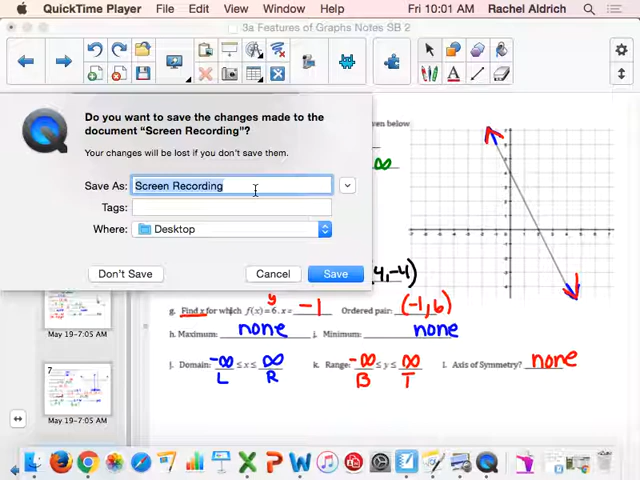 QuickTime Player File Edit View Window Help Fri 10:01 AM Rachel Aldrich
3a Features of Graphs Notes SB 2
Do you want to save the changes made to the
document “Screen Recording”?
Your changes will be lost if you don't save them.
Save As: Screen Recording
Tags:
Where: Desktop
Don't Save Cancel Save
given below
∞
(4,-4)
y
g. Find x for which f(x) = 6. x = -1 Ordered pair: (-1,6)
h. Maximum: none j. Minimum: none
j. Domain: -∞ ≤ x ≤ ∞ k. Range: -∞ ≤ y ≤ ∞ l. Axis of Symmetry? none
L R B T
May 19-7:05 AM
7
May 19-7:05 AM